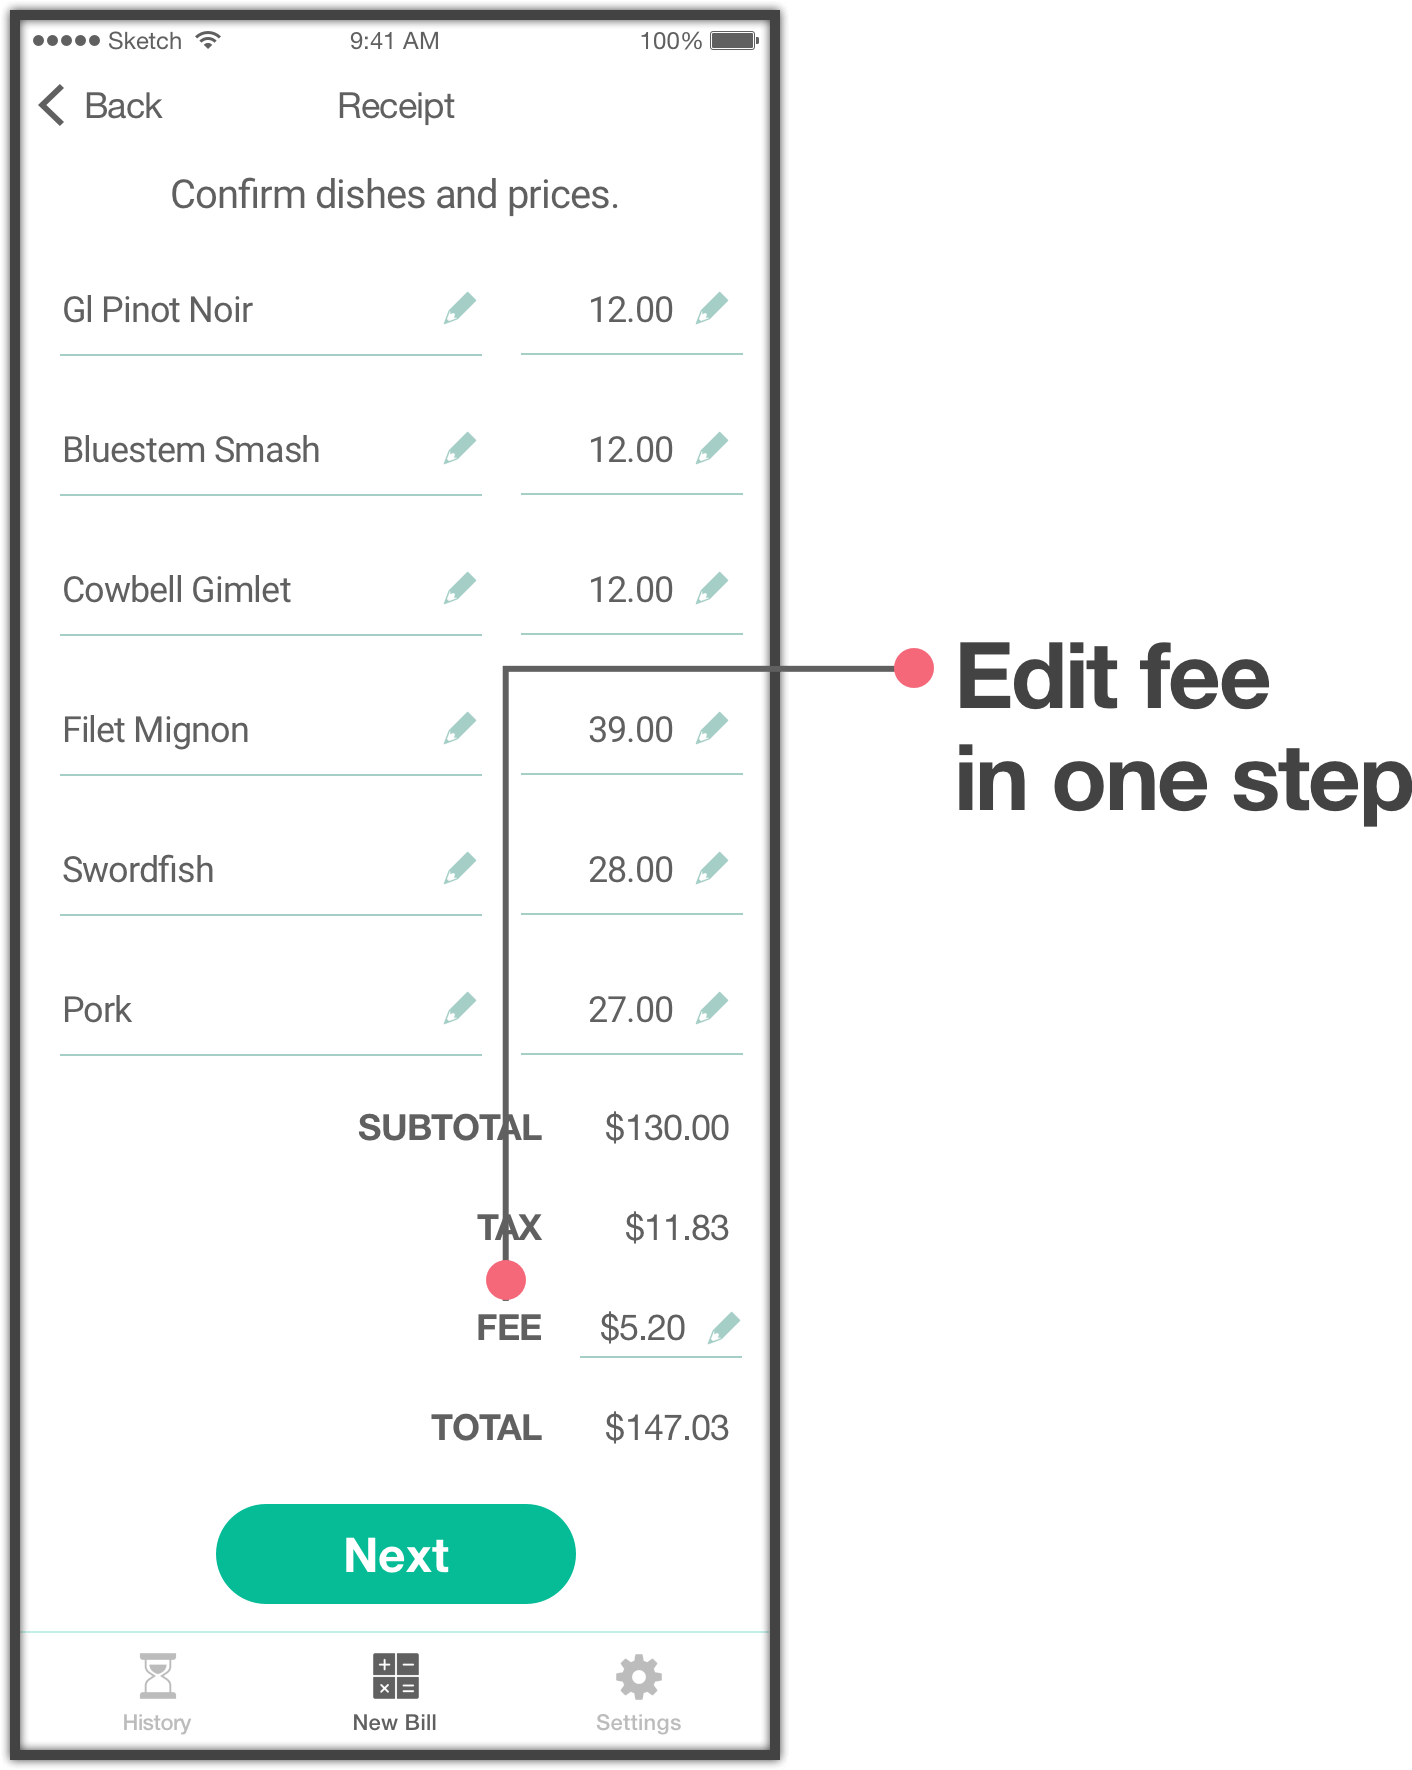 Sketch 9:41 AM 100%
Back Receipt
Confirm dishes and prices.
Gl Pinot Noir 12.00
Bluestem Smash 12.00
Cowbell Gimlet 12.00
Filet Mignon 39.00
Swordfish 28.00
Pork 27.00
SUBTOTAL $130.00
TAX $11.83
FEE $5.20
TOTAL $147.03
Next
History New Bill Settings
Edit fee
in one step